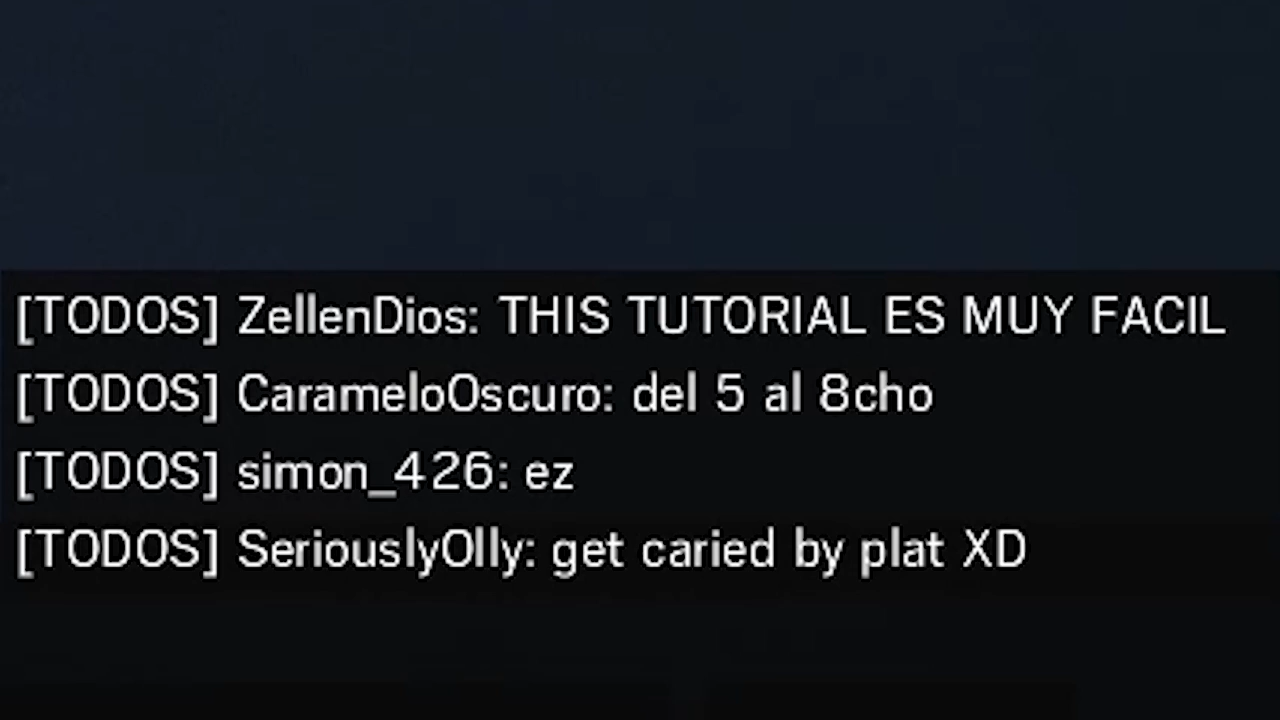 [TODOS] ZellenDios: THIS TUTORIAL ES MUY FACIL
[TODOS] CarameloOscuro: del 5 al 8cho
[TODOS] simon_426: ez
[TODOS] SeriouslyOlly: get caried by plat XD